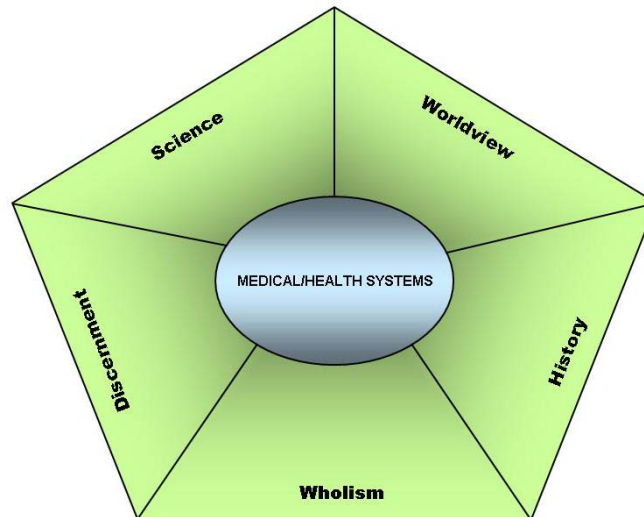 Science
Worldview
MEDICAL/HEALTH SYSTEMS
Discernment
History
Wholism